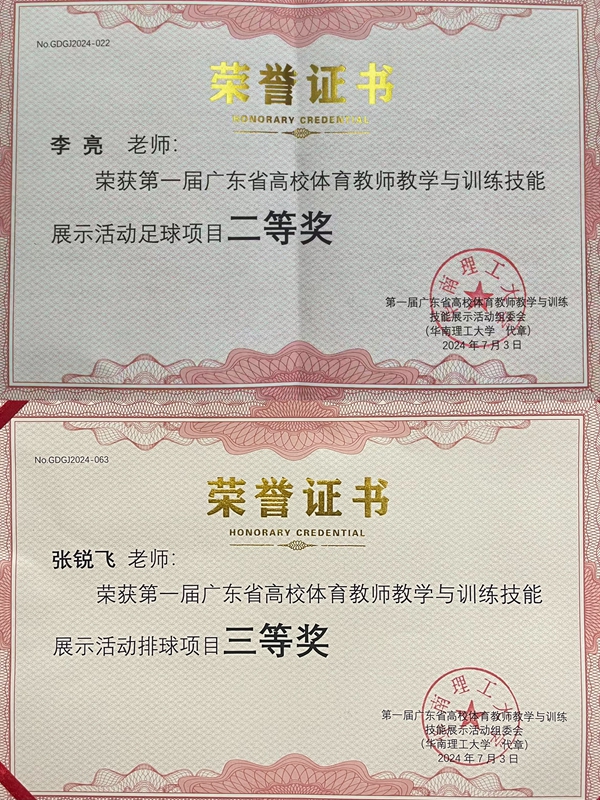 No.GDGJ2024-022
荣誉证书
HONORARY CREDENTIAL
李 亮 老师：
荣获第一届广东省高校体育教师教学与训练技能
展示活动足球项目二等奖
第一届广东省高校体育教师教学与训练
技能展示活动组委会
（华南理工大学 代章）
2024年7月3日
南理工大
No.GDGJ2024-063
荣誉证书
HONORARY CREDENTIAL
张锐飞 老师：
荣获第一届广东省高校体育教师教学与训练技能
展示活动排球项目三等奖
第一届广东省高校体育教师教学与训练
技能展示活动组委会
（华南理工大学 代章）
2024年7月3日
南理工大